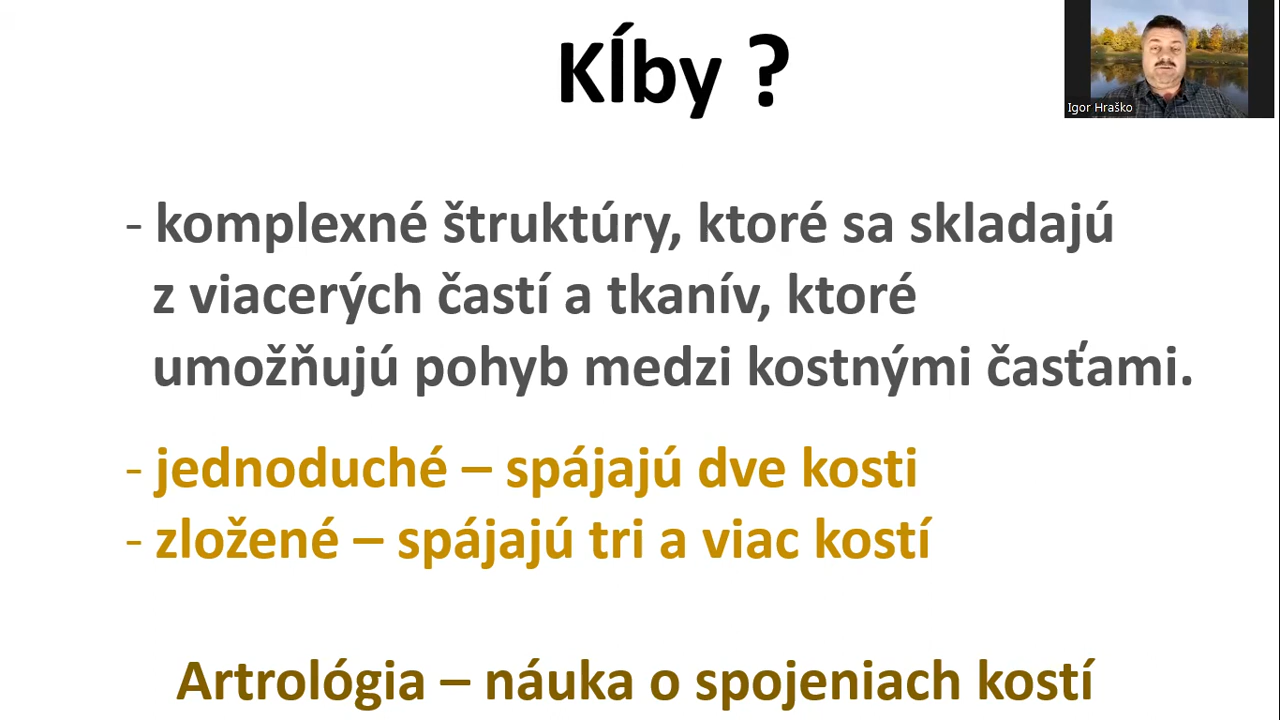 Kĺby ?
Igor Hraško
- komplexné štruktúry, ktoré sa skladajú
z viacerých častí a tkanív, ktoré
umožňujú pohyb medzi kostnými časťami.
- jednoduché – spájajú dve kosti
- zložené – spájajú tri a viac kostí
Artrológia – náuka o spojeniach kostí